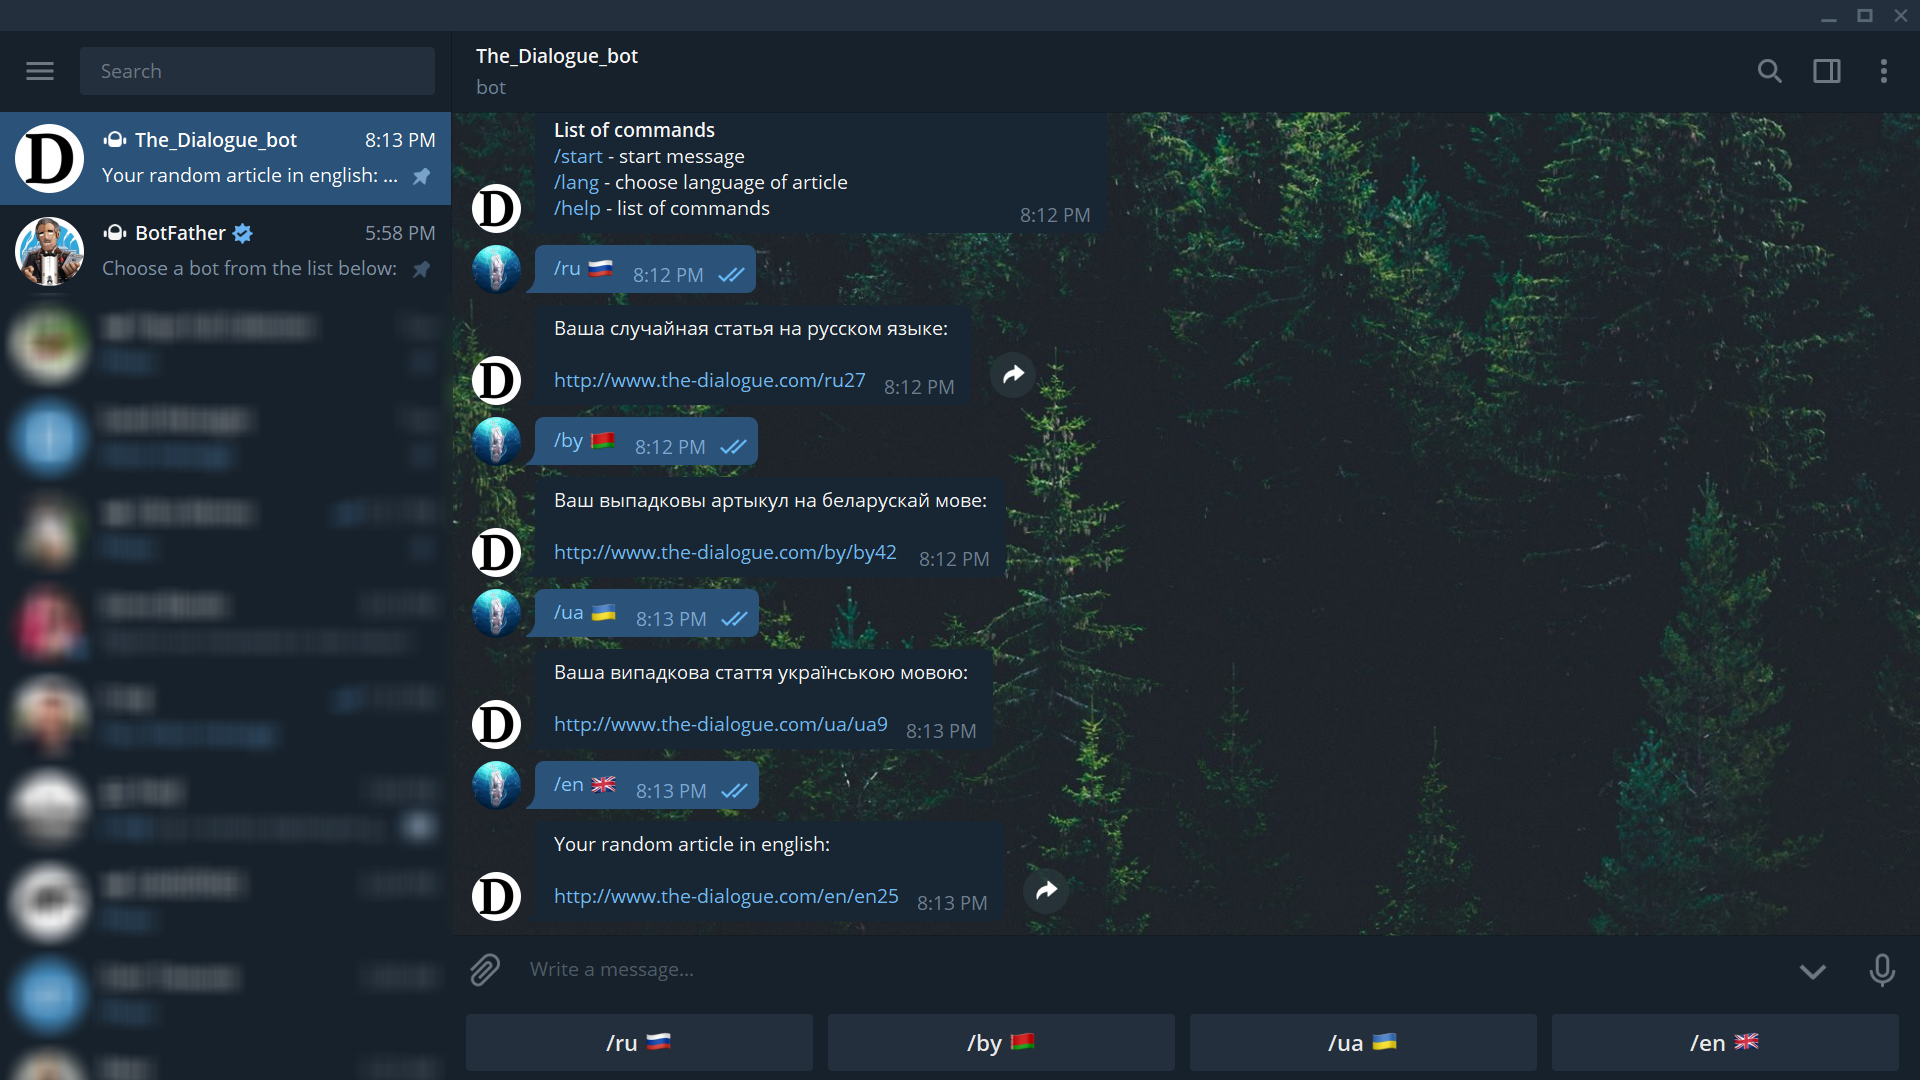 Search
The_Dialogue_bot 8:13 PM
Your random article in english: ...
BotFather 5:58 PM
Choose a bot from the list below:
The_Dialogue_bot
bot
List of commands
/start - start message
/lang - choose language of article
/help - list of commands
8:12 PM
/ru 🇷🇺 8:12 PM
Ваша случайная статья на русском языке:
http://www.the-dialogue.com/ru27 8:12 PM
/by 🇧🇾 8:12 PM
Ваш выпадковы артыкул на беларускай мове:
http://www.the-dialogue.com/by/by42 8:12 PM
/ua 🇺🇦 8:13 PM
Ваша випадкова стаття українською мовою:
http://www.the-dialogue.com/ua/ua9 8:13 PM
/en 🇬🇧 8:13 PM
Your random article in english:
http://www.the-dialogue.com/en/en25 8:13 PM
Write a message...
/ru 🇷🇺 /by 🇧🇾 /ua 🇺🇦 /en 🇬🇧